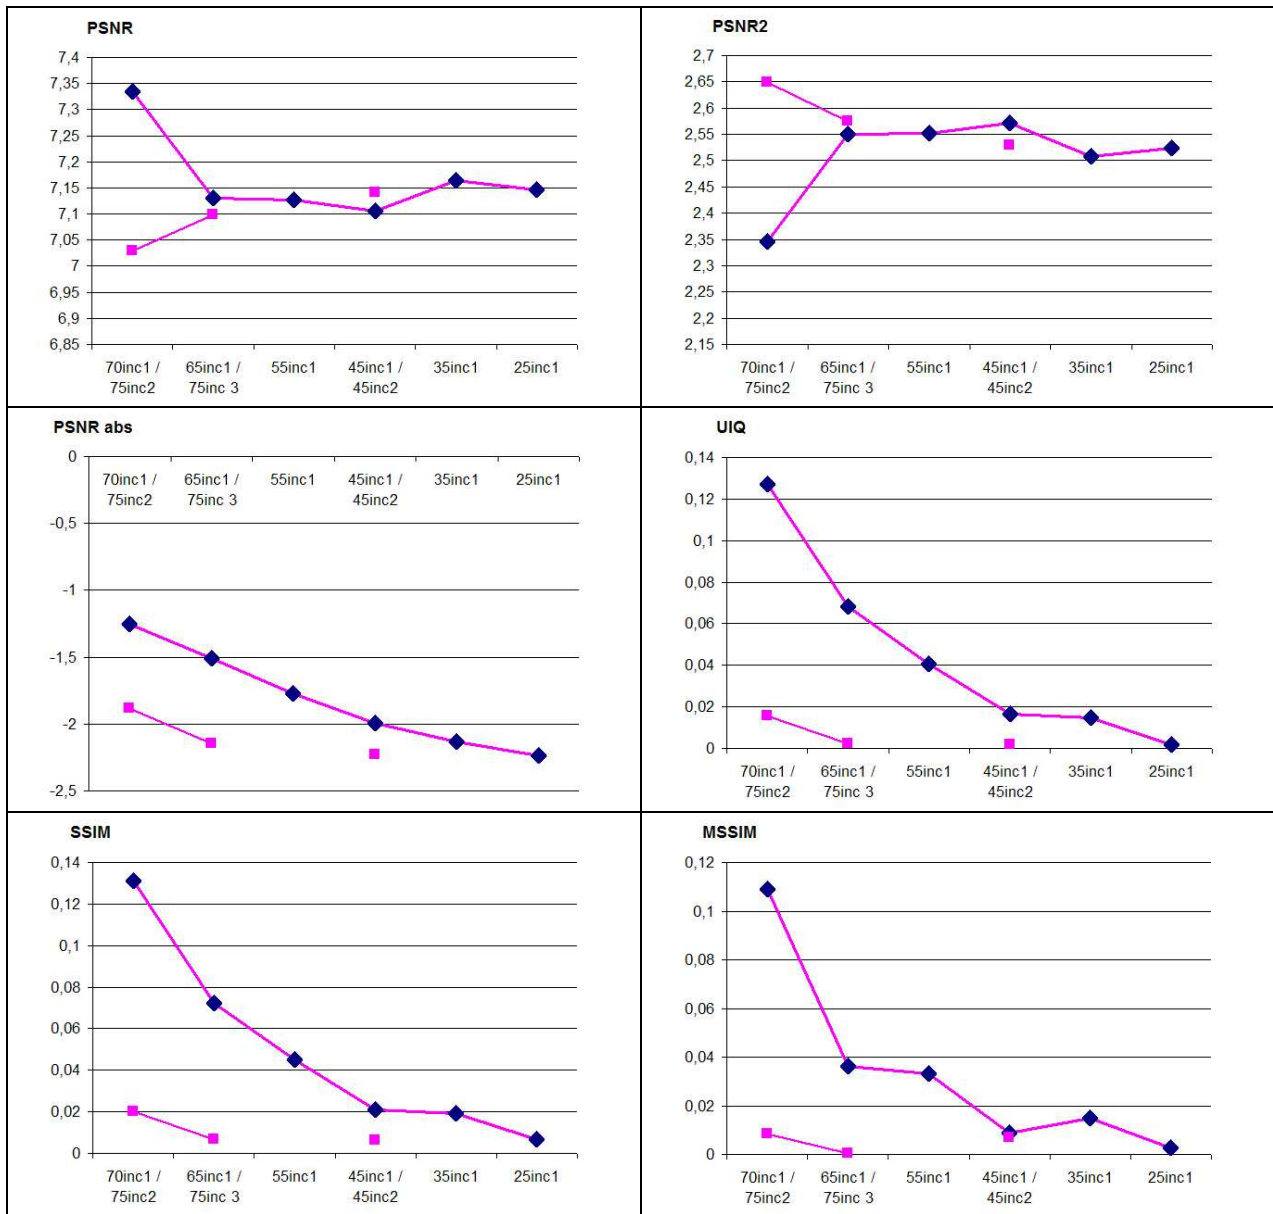 PSNR
7,4
7,35
7,3
7,25
7,2
7,15
7,1
7,05
7
6,95
6,9
6,85
70inc1 / 65inc1 / 55inc1 45inc1 / 35inc1 25inc1
75inc2 75inc 3 45inc2
PSNR2
2,7
2,65
2,6
2,55
2,5
2,45
2,4
2,35
2,3
2,25
2,2
2,15
70inc1 / 65inc1 / 55inc1 45inc1 / 35inc1 25inc1
75inc2 75inc 3 45inc2
PSNR abs
0
70inc1 / 65inc1 / 55inc1 45inc1 / 35inc1 25inc1
75inc2 75inc 3 45inc2
-0,5
-1
-1,5
-2
-2,5
UIQ
0,14
0,12
0,1
0,08
0,06
0,04
0,02
0
70inc1 / 65inc1 / 55inc1 45inc1 / 35inc1 25inc1
75inc2 75inc 3 45inc2
SSIM
0,14
0,12
0,1
0,08
0,06
0,04
0,02
0
70inc1 / 65inc1 / 55inc1 45inc1 / 35inc1 25inc1
75inc2 75inc 3 45inc2
MSSIM
0,12
0,1
0,08
0,06
0,04
0,02
0
70inc1 / 65inc1 / 55inc1 45inc1 / 35inc1 25inc1
75inc2 75inc 3 45inc2